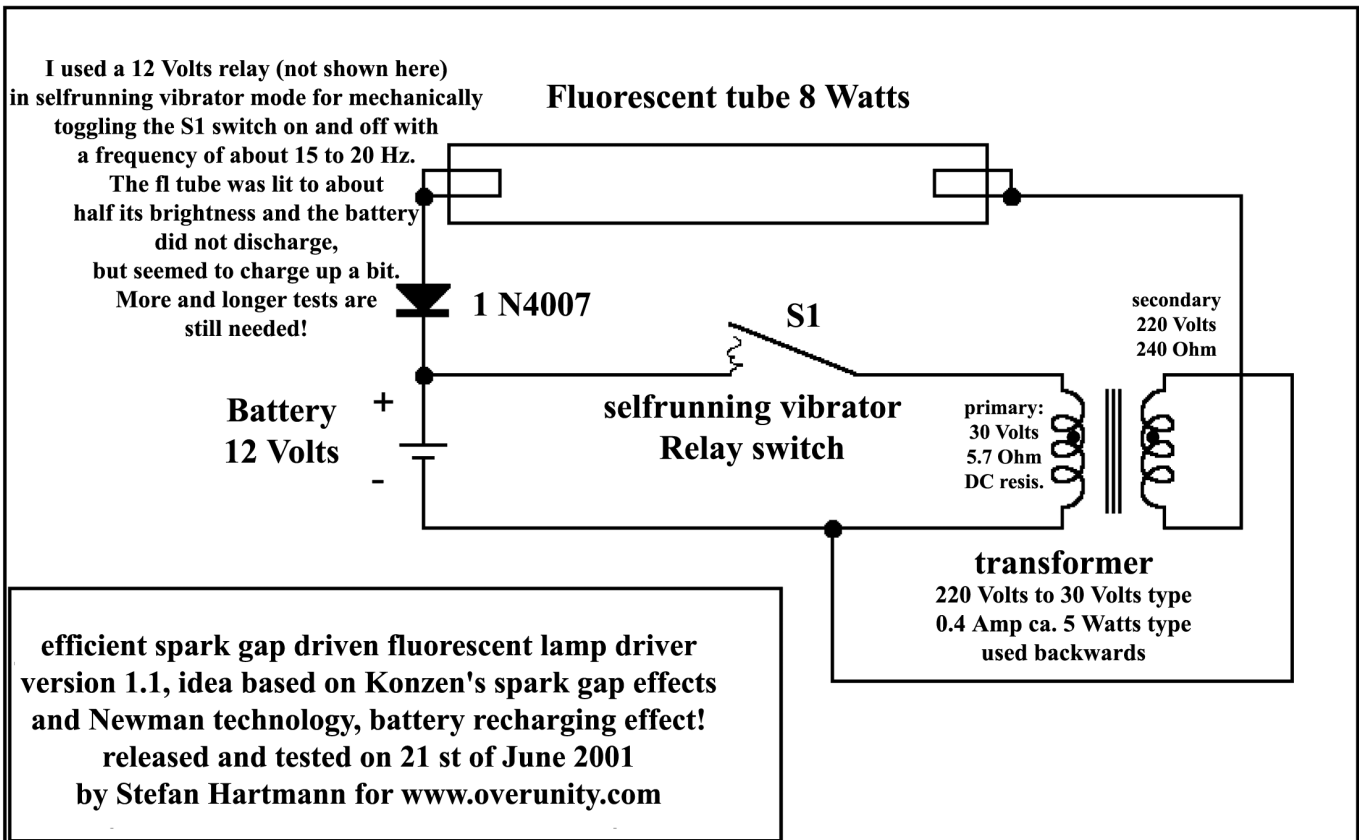 I used a 12 Volts relay (not shown here)
in selfrunning vibrator mode for mechanically
toggling the S1 switch on and off with
a frequency of about 15 to 20 Hz.
The fl tube was lit to about
half its brightness and the battery
did not discharge,
but seemed to charge up a bit.
More and longer tests are
still needed!
Fluorescent tube 8 Watts
1 N4007
S1
secondary
220 Volts
240 Ohm
Battery
12 Volts
+
-
selfrunning vibrator
Relay switch
primary:
30 Volts
5.7 Ohm
DC resis.
transformer
220 Volts to 30 Volts type
0.4 Amp ca. 5 Watts type
used backwards
efficient spark gap driven fluorescent lamp driver
version 1.1, idea based on Konzen's spark gap effects
and Newman technology, battery recharging effect!
released and tested on 21 st of June 2001
by Stefan Hartmann for www.overunity.com